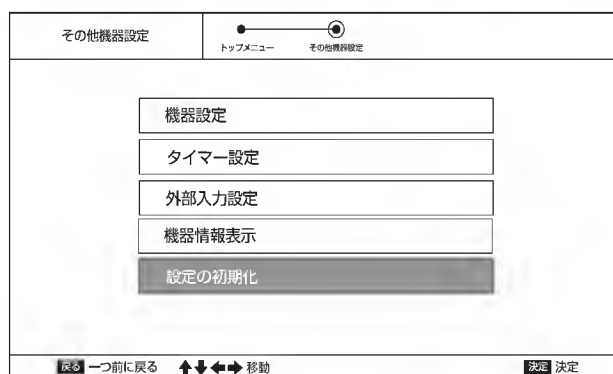 その他機器設定
トップメニュー
その他機器設定
機器設定
タイマー設定
外部入力設定
機器情報表示
設定の初期化
戻る 一つ前に戻る 移動 決定 決定